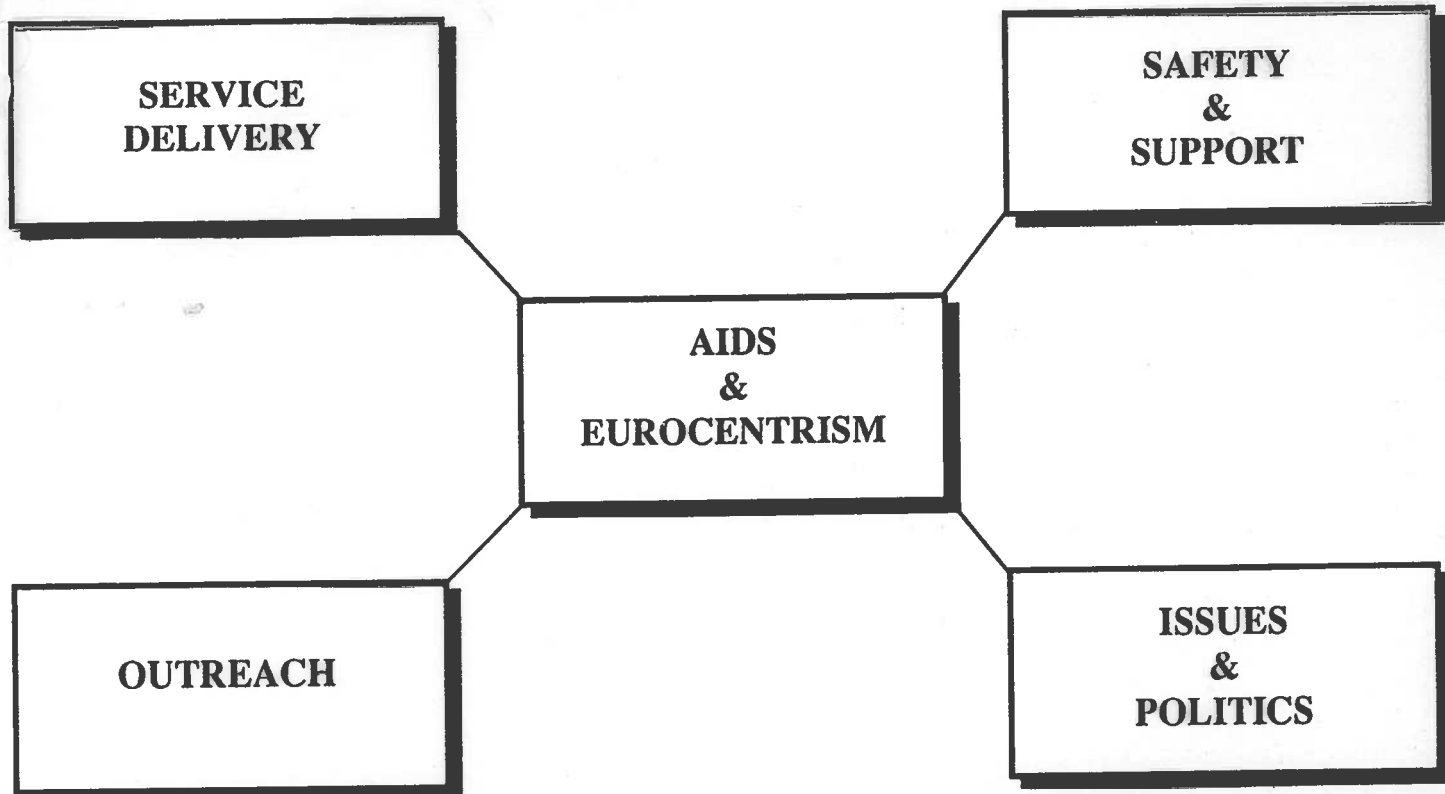 SERVICE
DELIVERY
SAFETY
&
SUPPORT
AIDS
&
EUROCENTRISM
OUTREACH
ISSUES
&
POLITICS